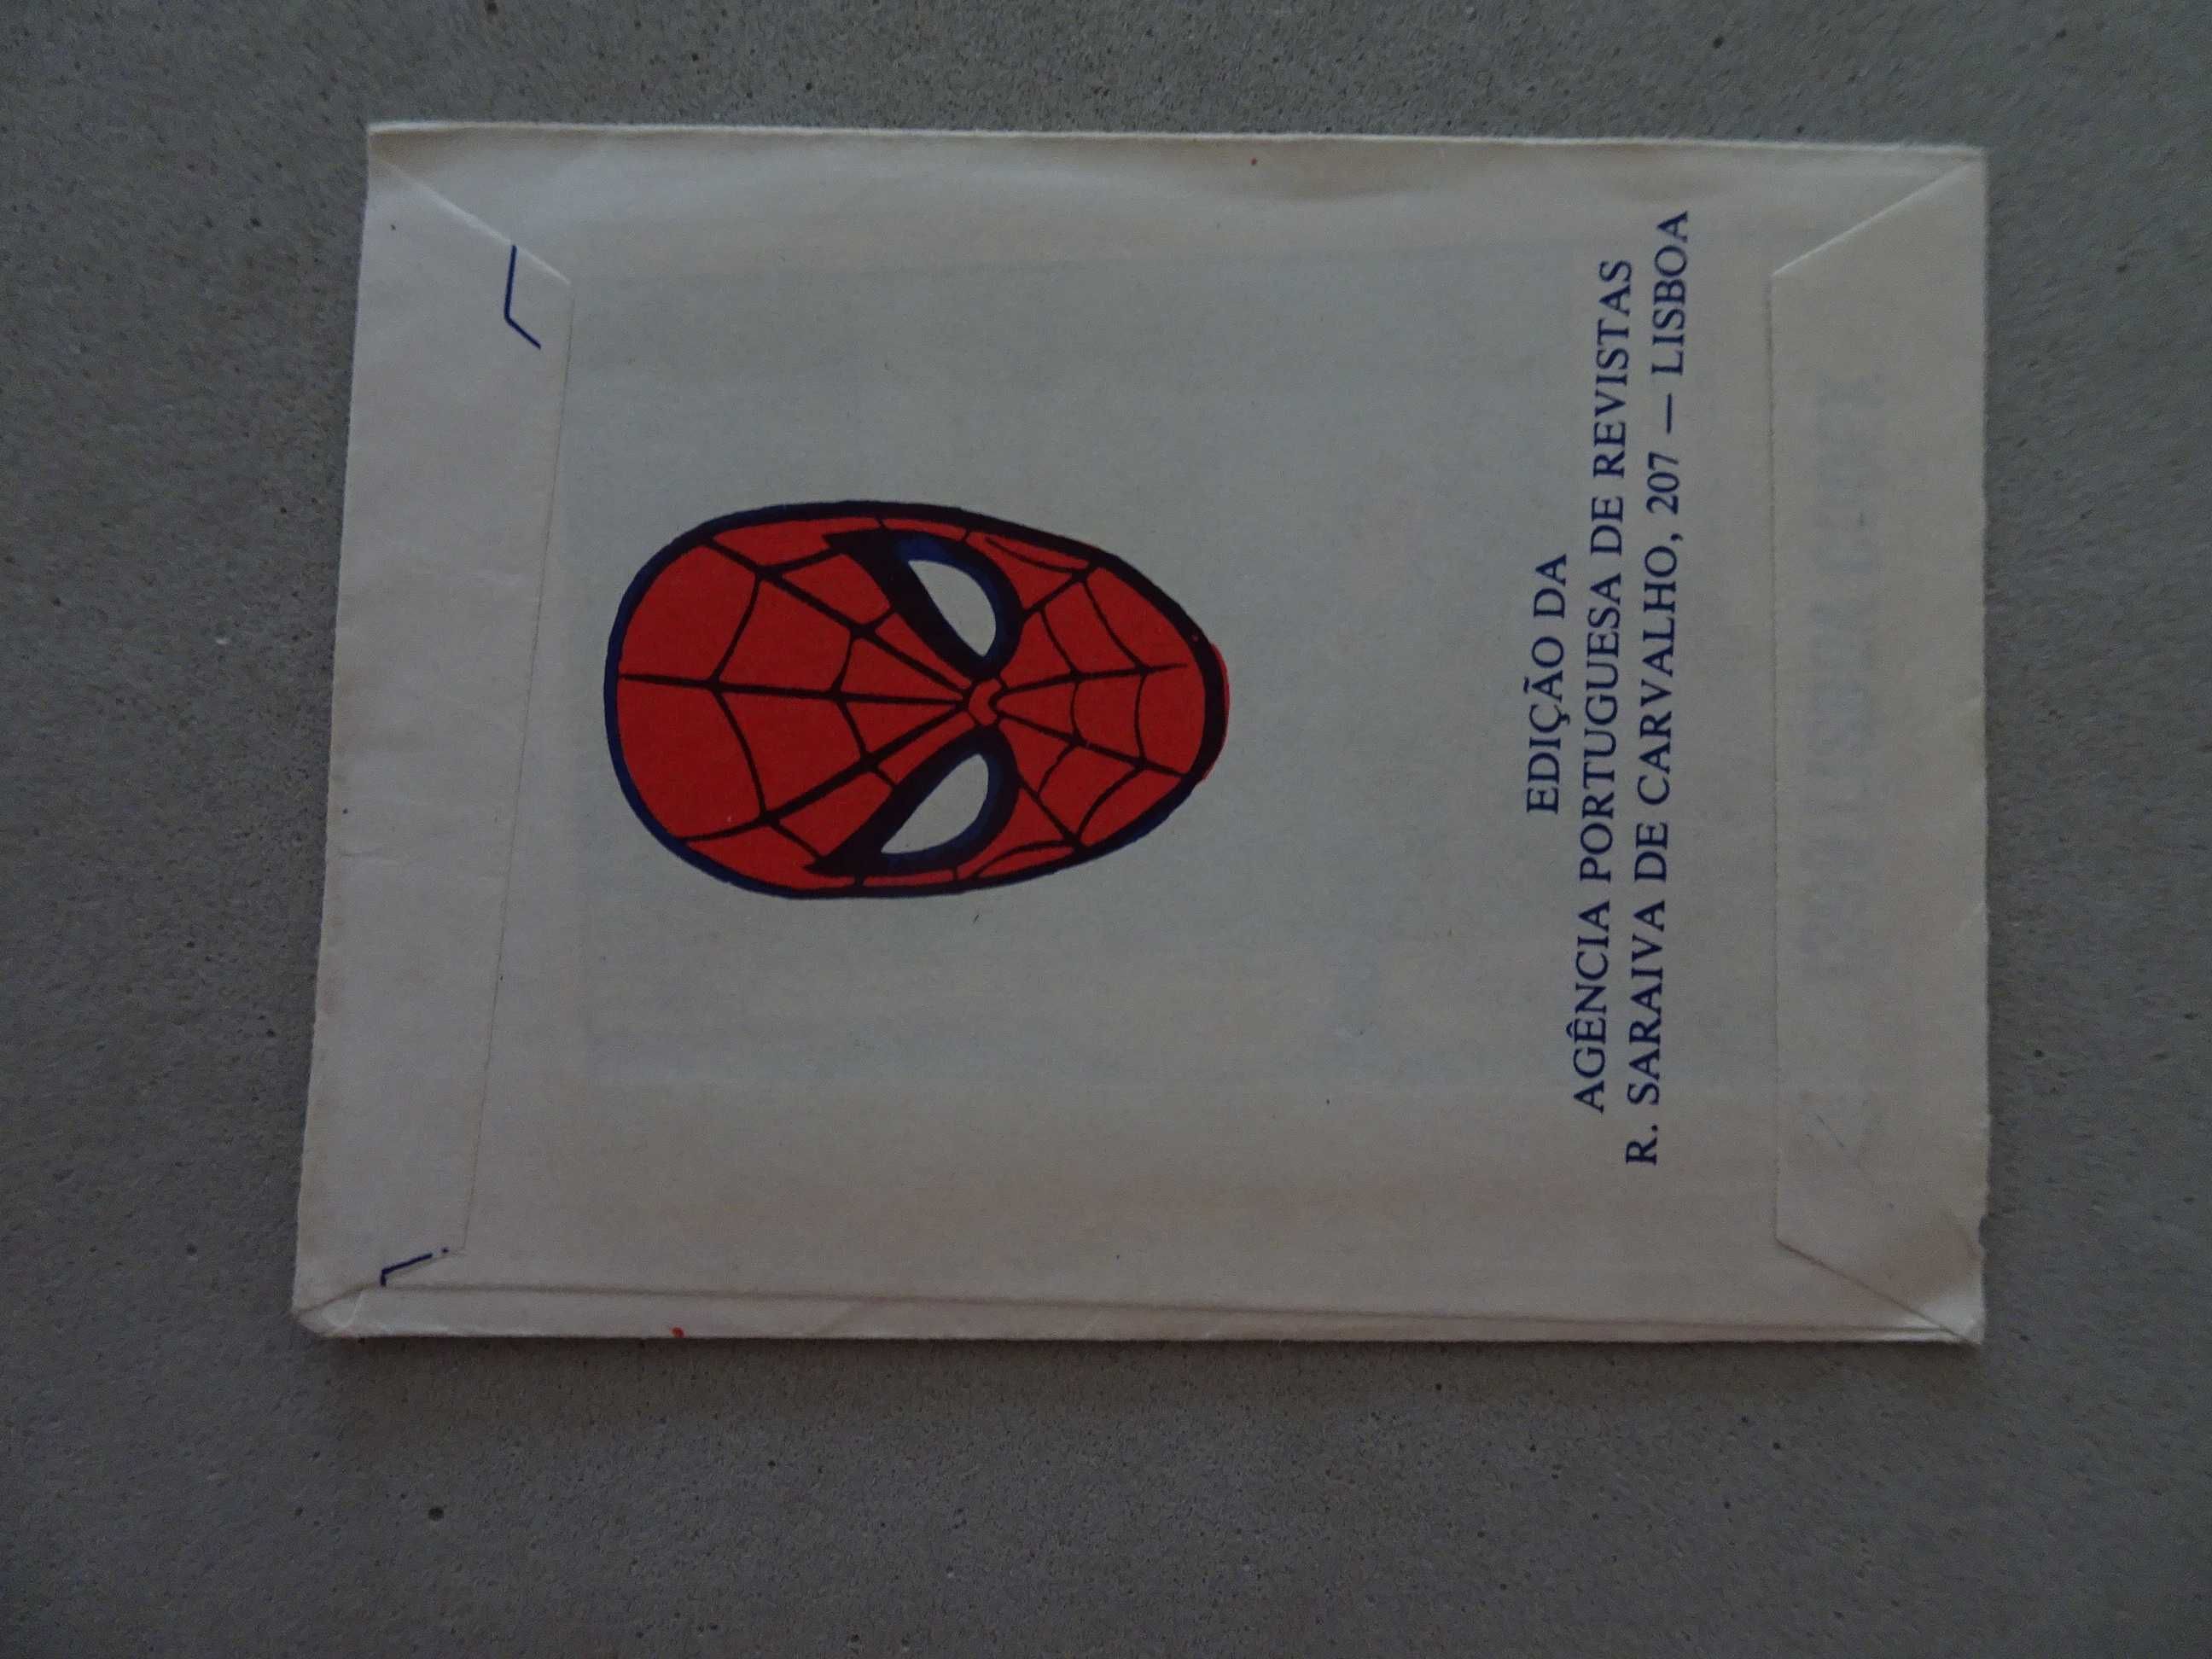 EDIÇÃO DA
AGÊNCIA PORTUGUESA DE REVISTAS
R. SARAIVA DE CARVALHO, 207 — LISBOA